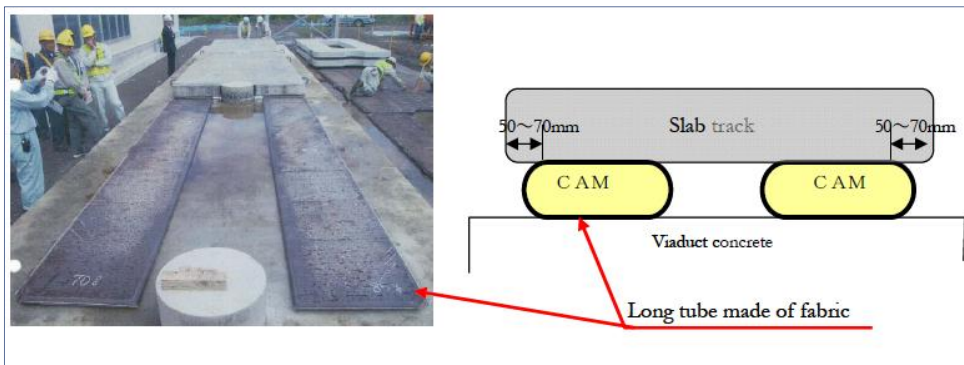 50～70mm
Slab track
50～70mm
CAM
CAM
Viaduct concrete
Long tube made of fabric